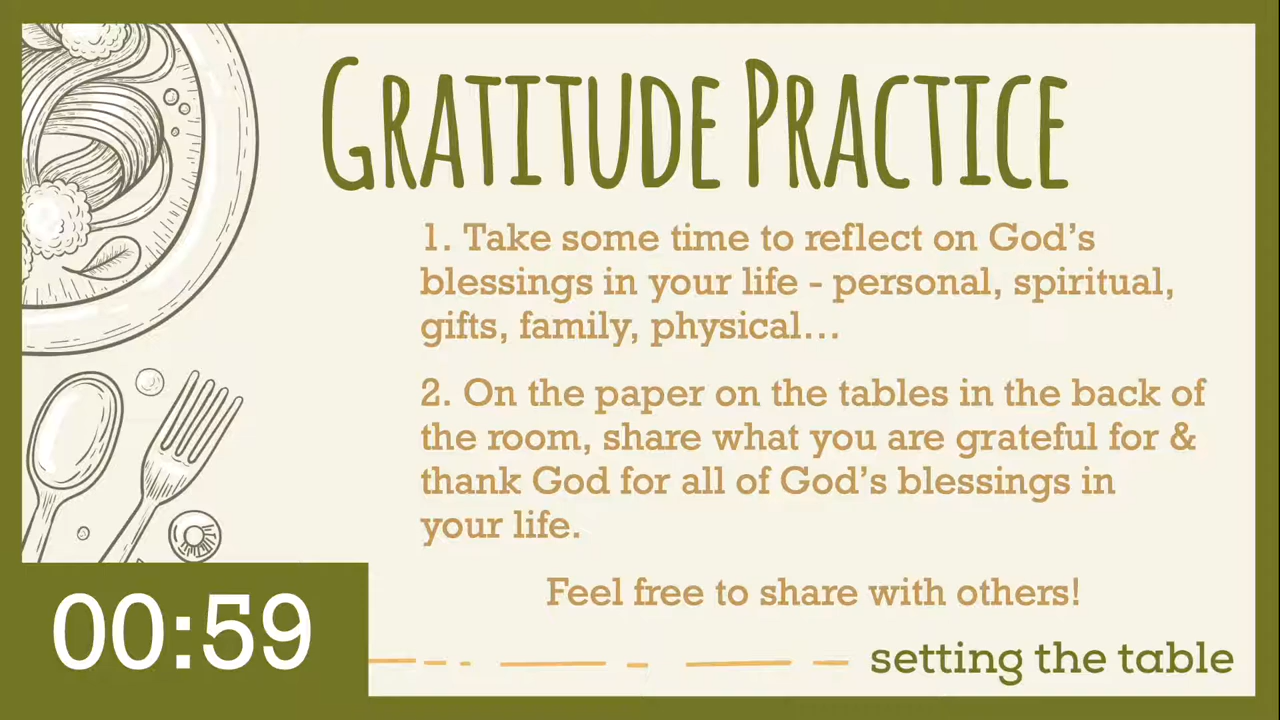 GRATITUDE PRACTICE
1. Take some time to reflect on God's
blessings in your life - personal, spiritual,
gifts, family, physical...
2. On the paper on the tables in the back of
the room, share what you are grateful for &
thank God for all of God's blessings in
your life.
Feel free to share with others!
00:59
setting the table